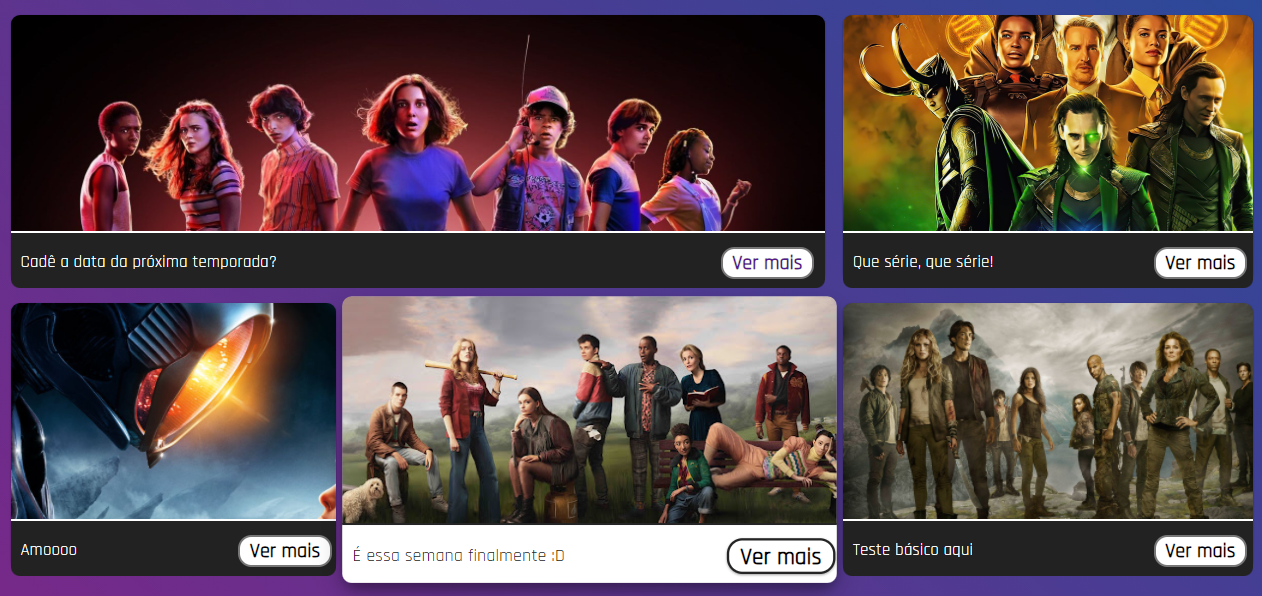 Cadê a data da próxima temporada?
Ver mais
Que série, que série!
Ver mais
Amoooo
Ver mais
É essa semana finalmente :D
Ver mais
Teste básico aqui
Ver mais